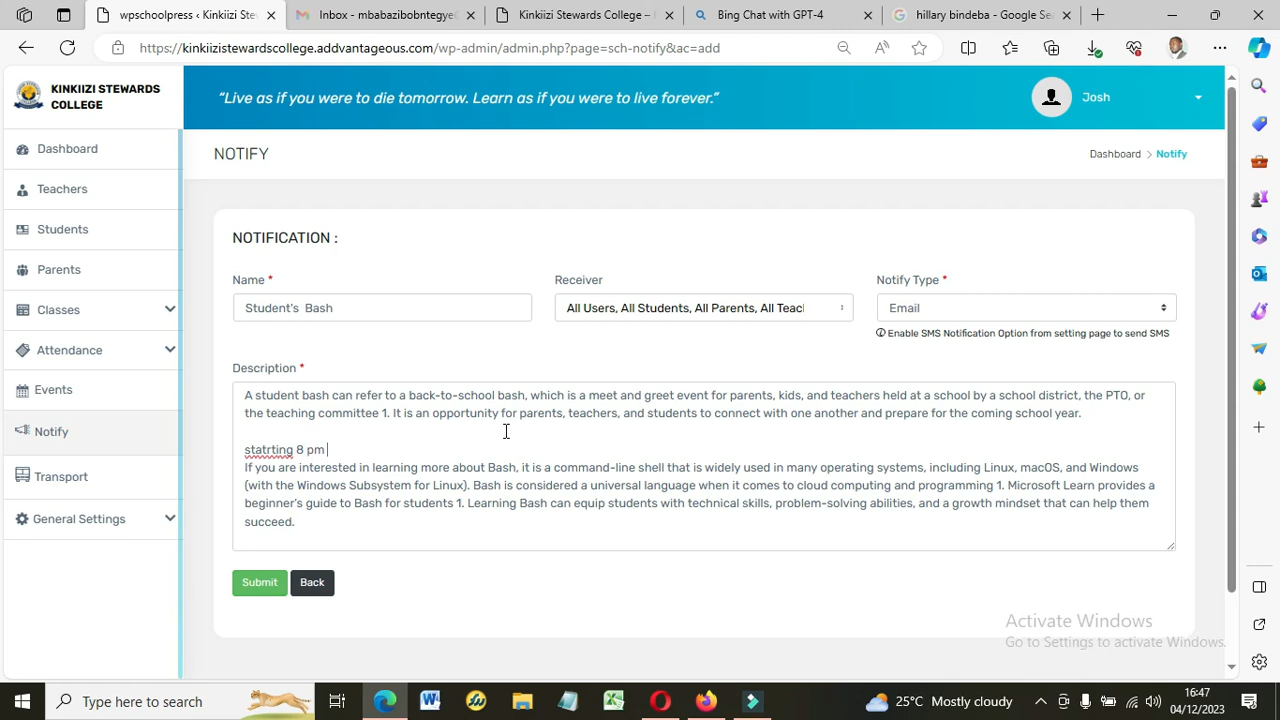 wpschoolpress ‹ Kinkiizi Ste
Inbox - mbabazibobntegye
Kinkiizi Stewards College –
Bing Chat with GPT-4
hillary bindeba - Google Se
https://kinkiizistewardscollege.addvantageous.com/wp-admin/admin.php?page=sch-notify&ac=add
KINKIIZI STEWARDS
COLLEGE
“Live as if you were to die tomorrow. Learn as if you were to live forever.”
Josh
Dashboard
NOTIFY
Dashboard > Notify
Teachers
Students
Parents
Classes
Attendance
Events
Notify
Transport
General Settings
NOTIFICATION :
Name *
Receiver
Notify Type *
Student's  Bash
All Users, All Students, All Parents, All Teac
Email
Enable SMS Notification Option from setting page to send SMS
Description *
A student bash can refer to a back-to-school bash, which is a meet and greet event for parents, kids, and teachers held at a school by a school district, the PTO, or
the teaching committee 1. It is an opportunity for parents, teachers, and students to connect with one another and prepare for the coming school year.
statrting 8 pm
If you are interested in learning more about Bash, it is a command-line shell that is widely used in many operating systems, including Linux, macOS, and Windows
(with the Windows Subsystem for Linux). Bash is considered a universal language when it comes to cloud computing and programming 1. Microsoft Learn provides a
beginner’s guide to Bash for students 1. Learning Bash can equip students with technical skills, problem-solving abilities, and a growth mindset that can help them
succeed.
Submit
Back
Activate Windows
Go to Settings to activate Windows.
Type here to search
25°C Mostly cloudy
16:47
04/12/2023